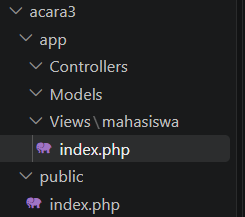 acara3
app
Controllers
Models
Views\mahasiswa
index.php
public
index.php